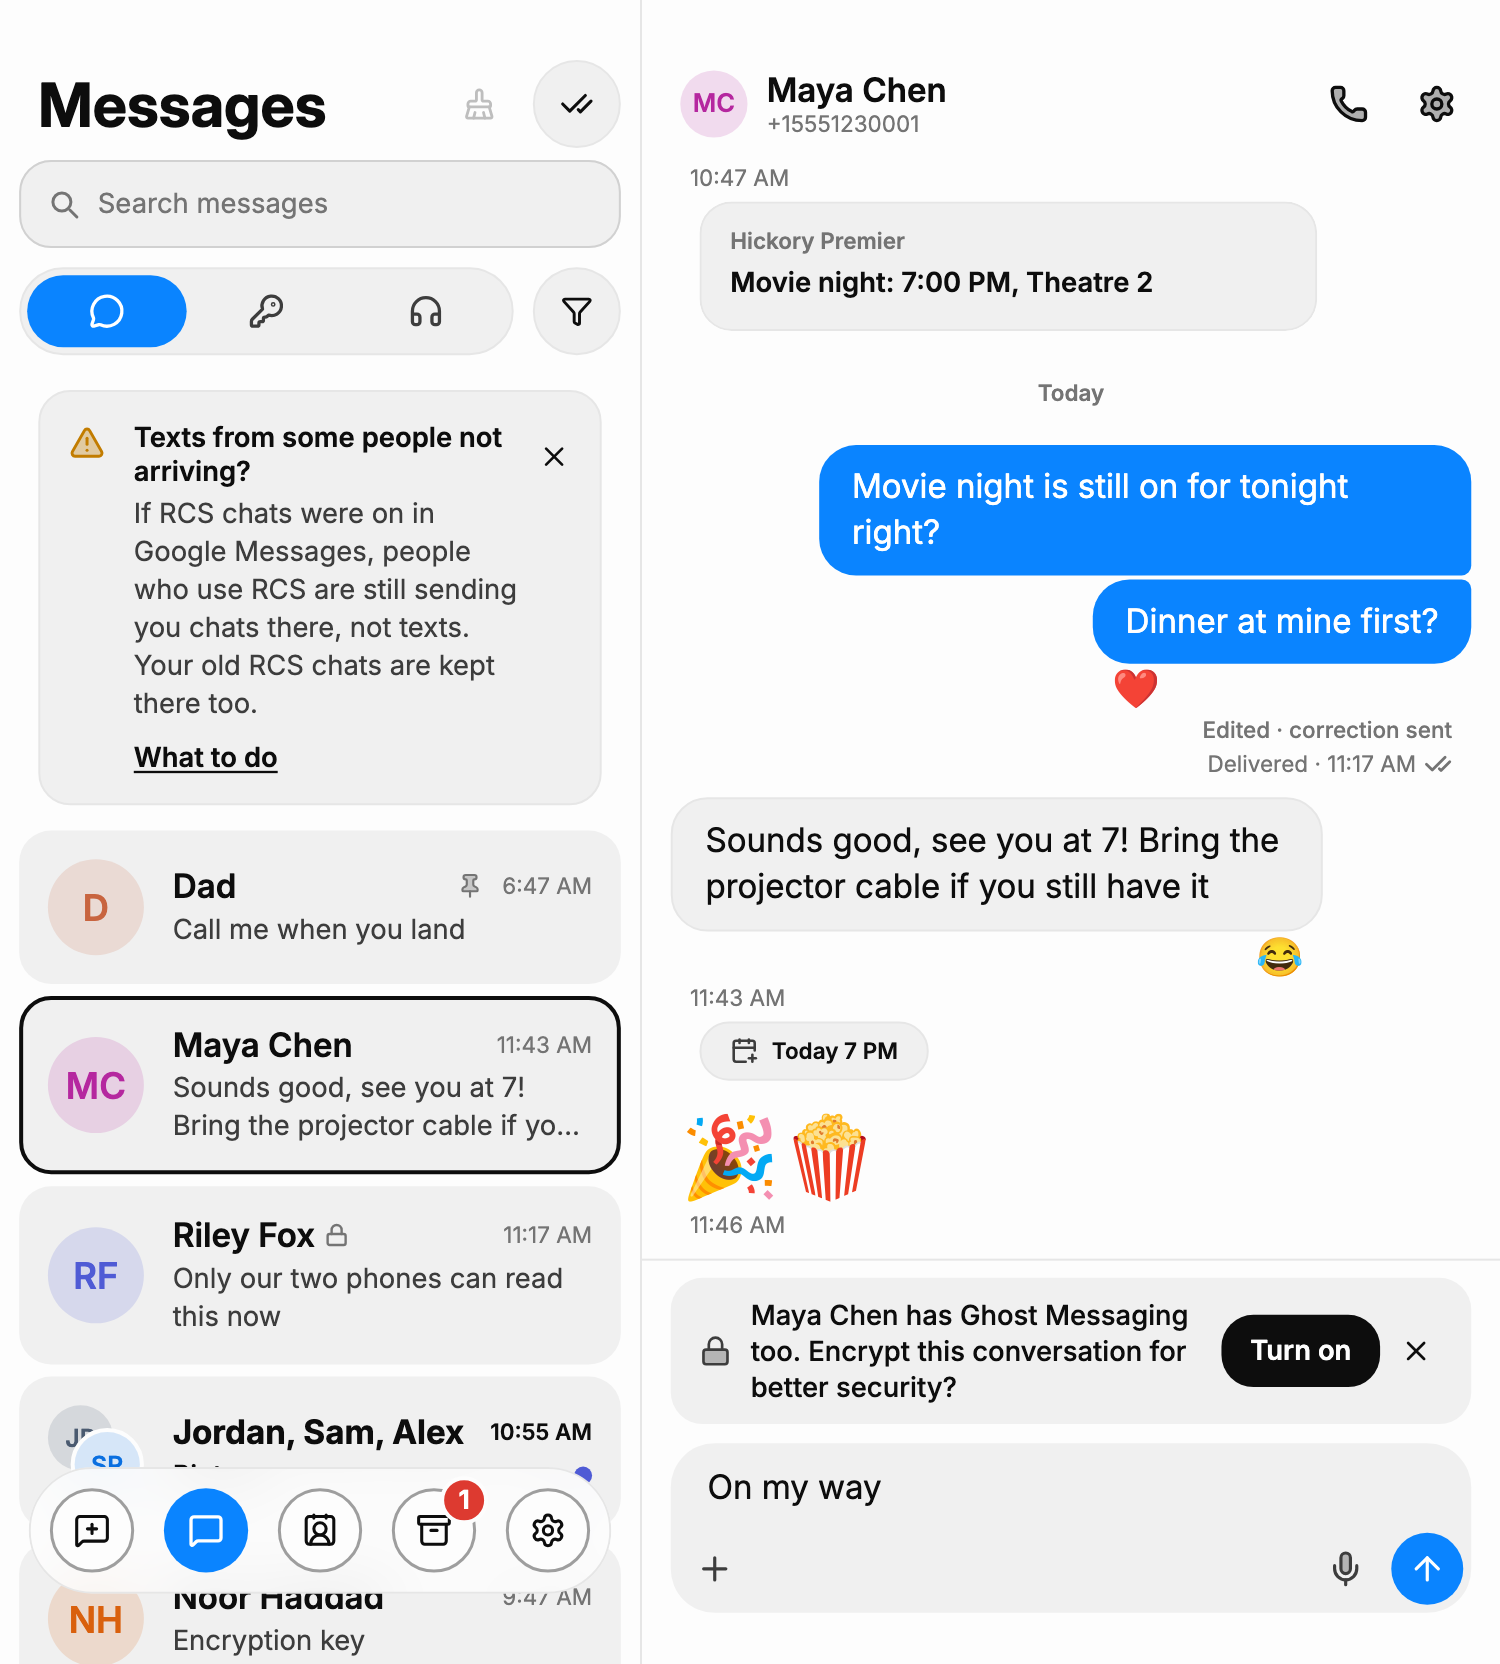 Messages
Search messages
Texts from some people not
arriving?
If RCS chats were on in
Google Messages, people
who use RCS are still sending
you chats there, not texts.
Your old RCS chats are kept
there too.
What to do
D
Dad
6:47 AM
Call me when you land
MC
Maya Chen
11:43 AM
Sounds good, see you at 7!
Bring the projector cable if yo...
RF
Riley Fox
11:17 AM
Only our two phones can read
this now
Jordan, Sam, Alex
10:55 AM
1
NH
Noor Haddad
9:47 AM
Encryption key
MC
Maya Chen
+15551230001
10:47 AM
Hickory Premier
Movie night: 7:00 PM, Theatre 2
Today
Movie night is still on for tonight
right?
Dinner at mine first?
Edited · correction sent
Delivered · 11:17 AM
Sounds good, see you at 7! Bring the
projector cable if you still have it
11:43 AM
Today 7 PM
11:46 AM
Maya Chen has Ghost Messaging
too. Encrypt this conversation for
better security?
Turn on
On my way